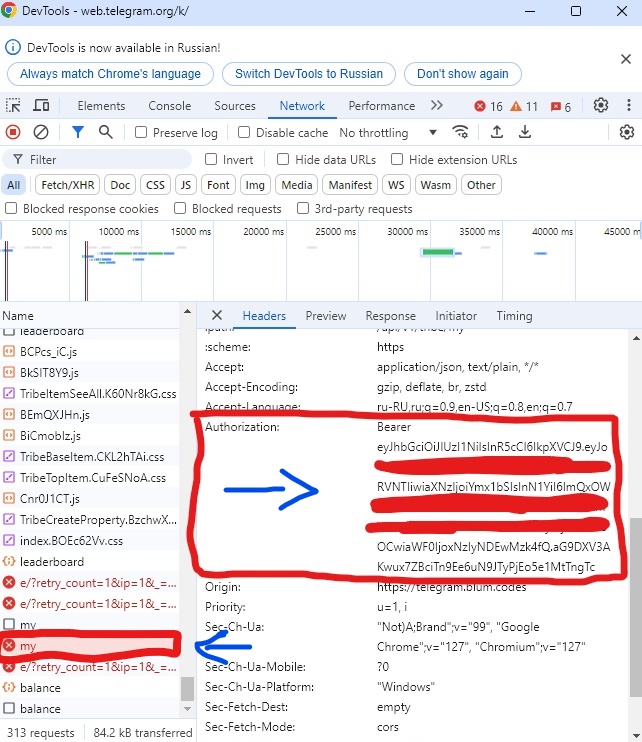 DevTools - web.telegram.org/k/
DevTools is now available in Russian!
Always match Chrome's language Switch DevTools to Russian Don't show again
Elements Console Sources Network Performance 16 11 6
Preserve log Disable cache No throttling
Filter Invert Hide data URLs Hide extension URLs
All Fetch/XHR Doc CSS JS Font Img Media Manifest WS Wasm Other
Blocked response cookies Blocked requests 3rd-party requests
5000 ms 10000 ms 15000 ms 20000 ms 25000 ms 30000 ms 35000 ms 40000 ms 45000 m
Name
leaderboard
BCPcs_iC.js
BkSIT8Y9.js
TribeItemSeeAll.K60Nr8kG.css
BEmQXJHn.js
BiCmobIz.js
TribeBaseItem.CKL2hTAi.css
TribeTopItem.CuFeSNoA.css
Cnr0J1CT.js
TribeCreateProperty.BzchwX...
index.BOEc62Vv.css
leaderboard
e/?retry_count=1&ip=1&_=...
e/?retry_count=1&ip=1&_=...
my
my
e/?retry_count=1&ip=1&_=...
balance
balance
313 requests 84.2 kB transferred
Headers Preview Response Initiator Timing
:scheme: https
Accept: application/json, text/plain, */*
Accept-Encoding: gzip, deflate, br, zstd
Accept-Language: ru-RU,ru;q=0.9,en-US;q=0.8,en;q=0.7
Authorization: Bearer
eyJhbGciOiJIUzI1NiIsInR5cCI6IkpXVCJ9.eyJo
RVNTIiwiaXNzIjoiYmx1bSIsInN1YiI6ImQxOW
OCwiaWF0IjoxNzIyNDEwMzk4fQ.aG9DXV3A
Kwux7ZBciTn9Ee6uN9JTyPjEo5e1MtTngTc
Origin: https://telegram.blum.codes
Priority: u=1, i
Sec-Ch-Ua: "Not)A;Brand";v="99", "Google
Chrome";v="127", "Chromium";v="127"
Sec-Ch-Ua-Mobile: ?0
Sec-Ch-Ua-Platform: "Windows"
Sec-Fetch-Dest: empty
Sec-Fetch-Mode: cors